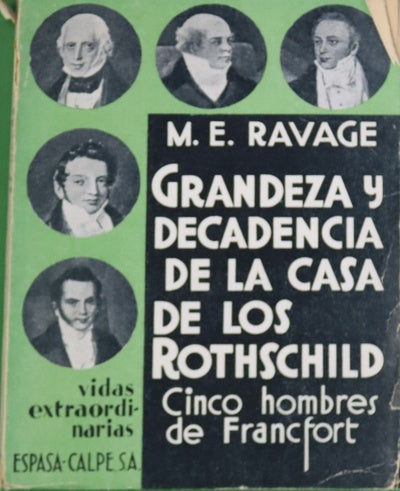 M. E. RAVAGE
GRANDEZA Y
DECADENCIA
DE LA CASA
DE LOS
ROTHSCHILD
Cinco hombres
de Francfort
vidas
extraordi-
narias
ESPASA-CALPE, S.A.